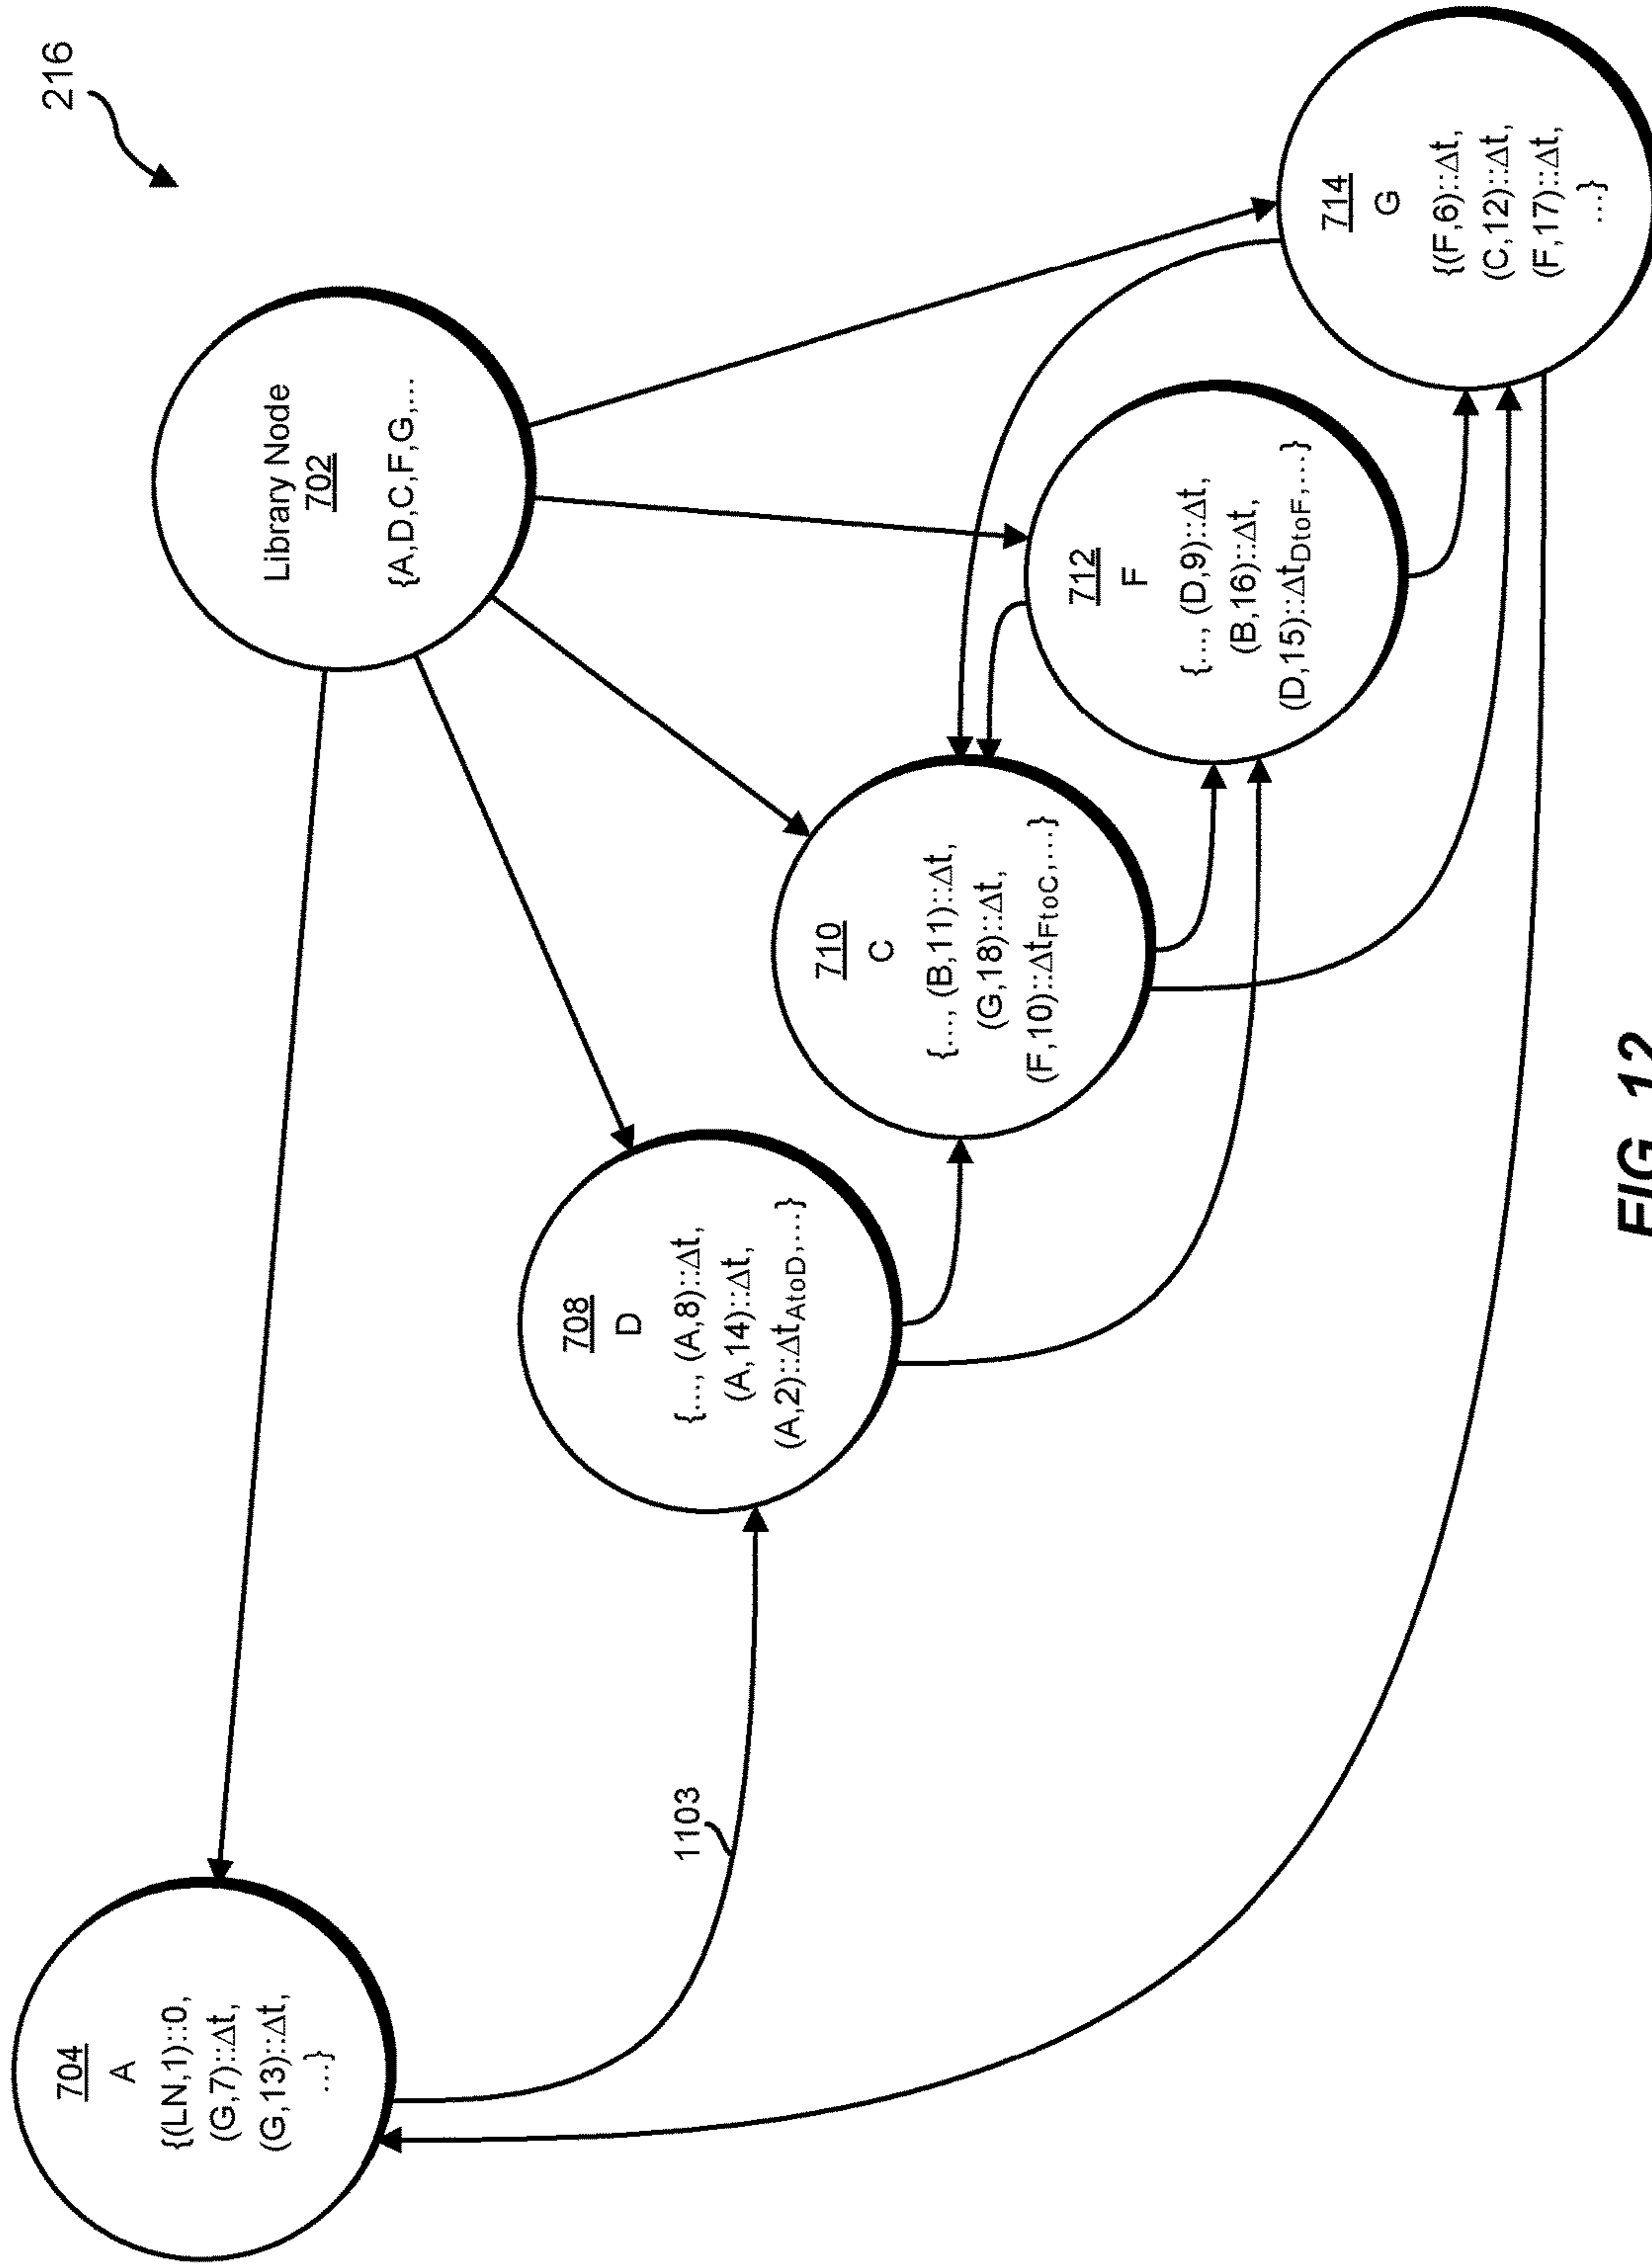 216
Library Node
702
{A,D,C,F,G,...
704
A
{(LN,1)::0,
(G,7)::Δt,
(G,13)::Δt,
...}
1103
708
D
{..., (A,8)::Δt,
(A,14)::Δt,
(A,2)::Δt_AtoD,...}
710
C
{..., (B,11)::Δt,
(G,18)::Δt,
(F,10)::Δt_FtoC,...}
712
F
{..., (D,9)::Δt,
(B,16)::Δt,
(D,15)::Δt_DtoF,...}
714
G
{(F,6)::Δt,
(C,12)::Δt,
(F,17)::Δt,
...}
FIG. 12